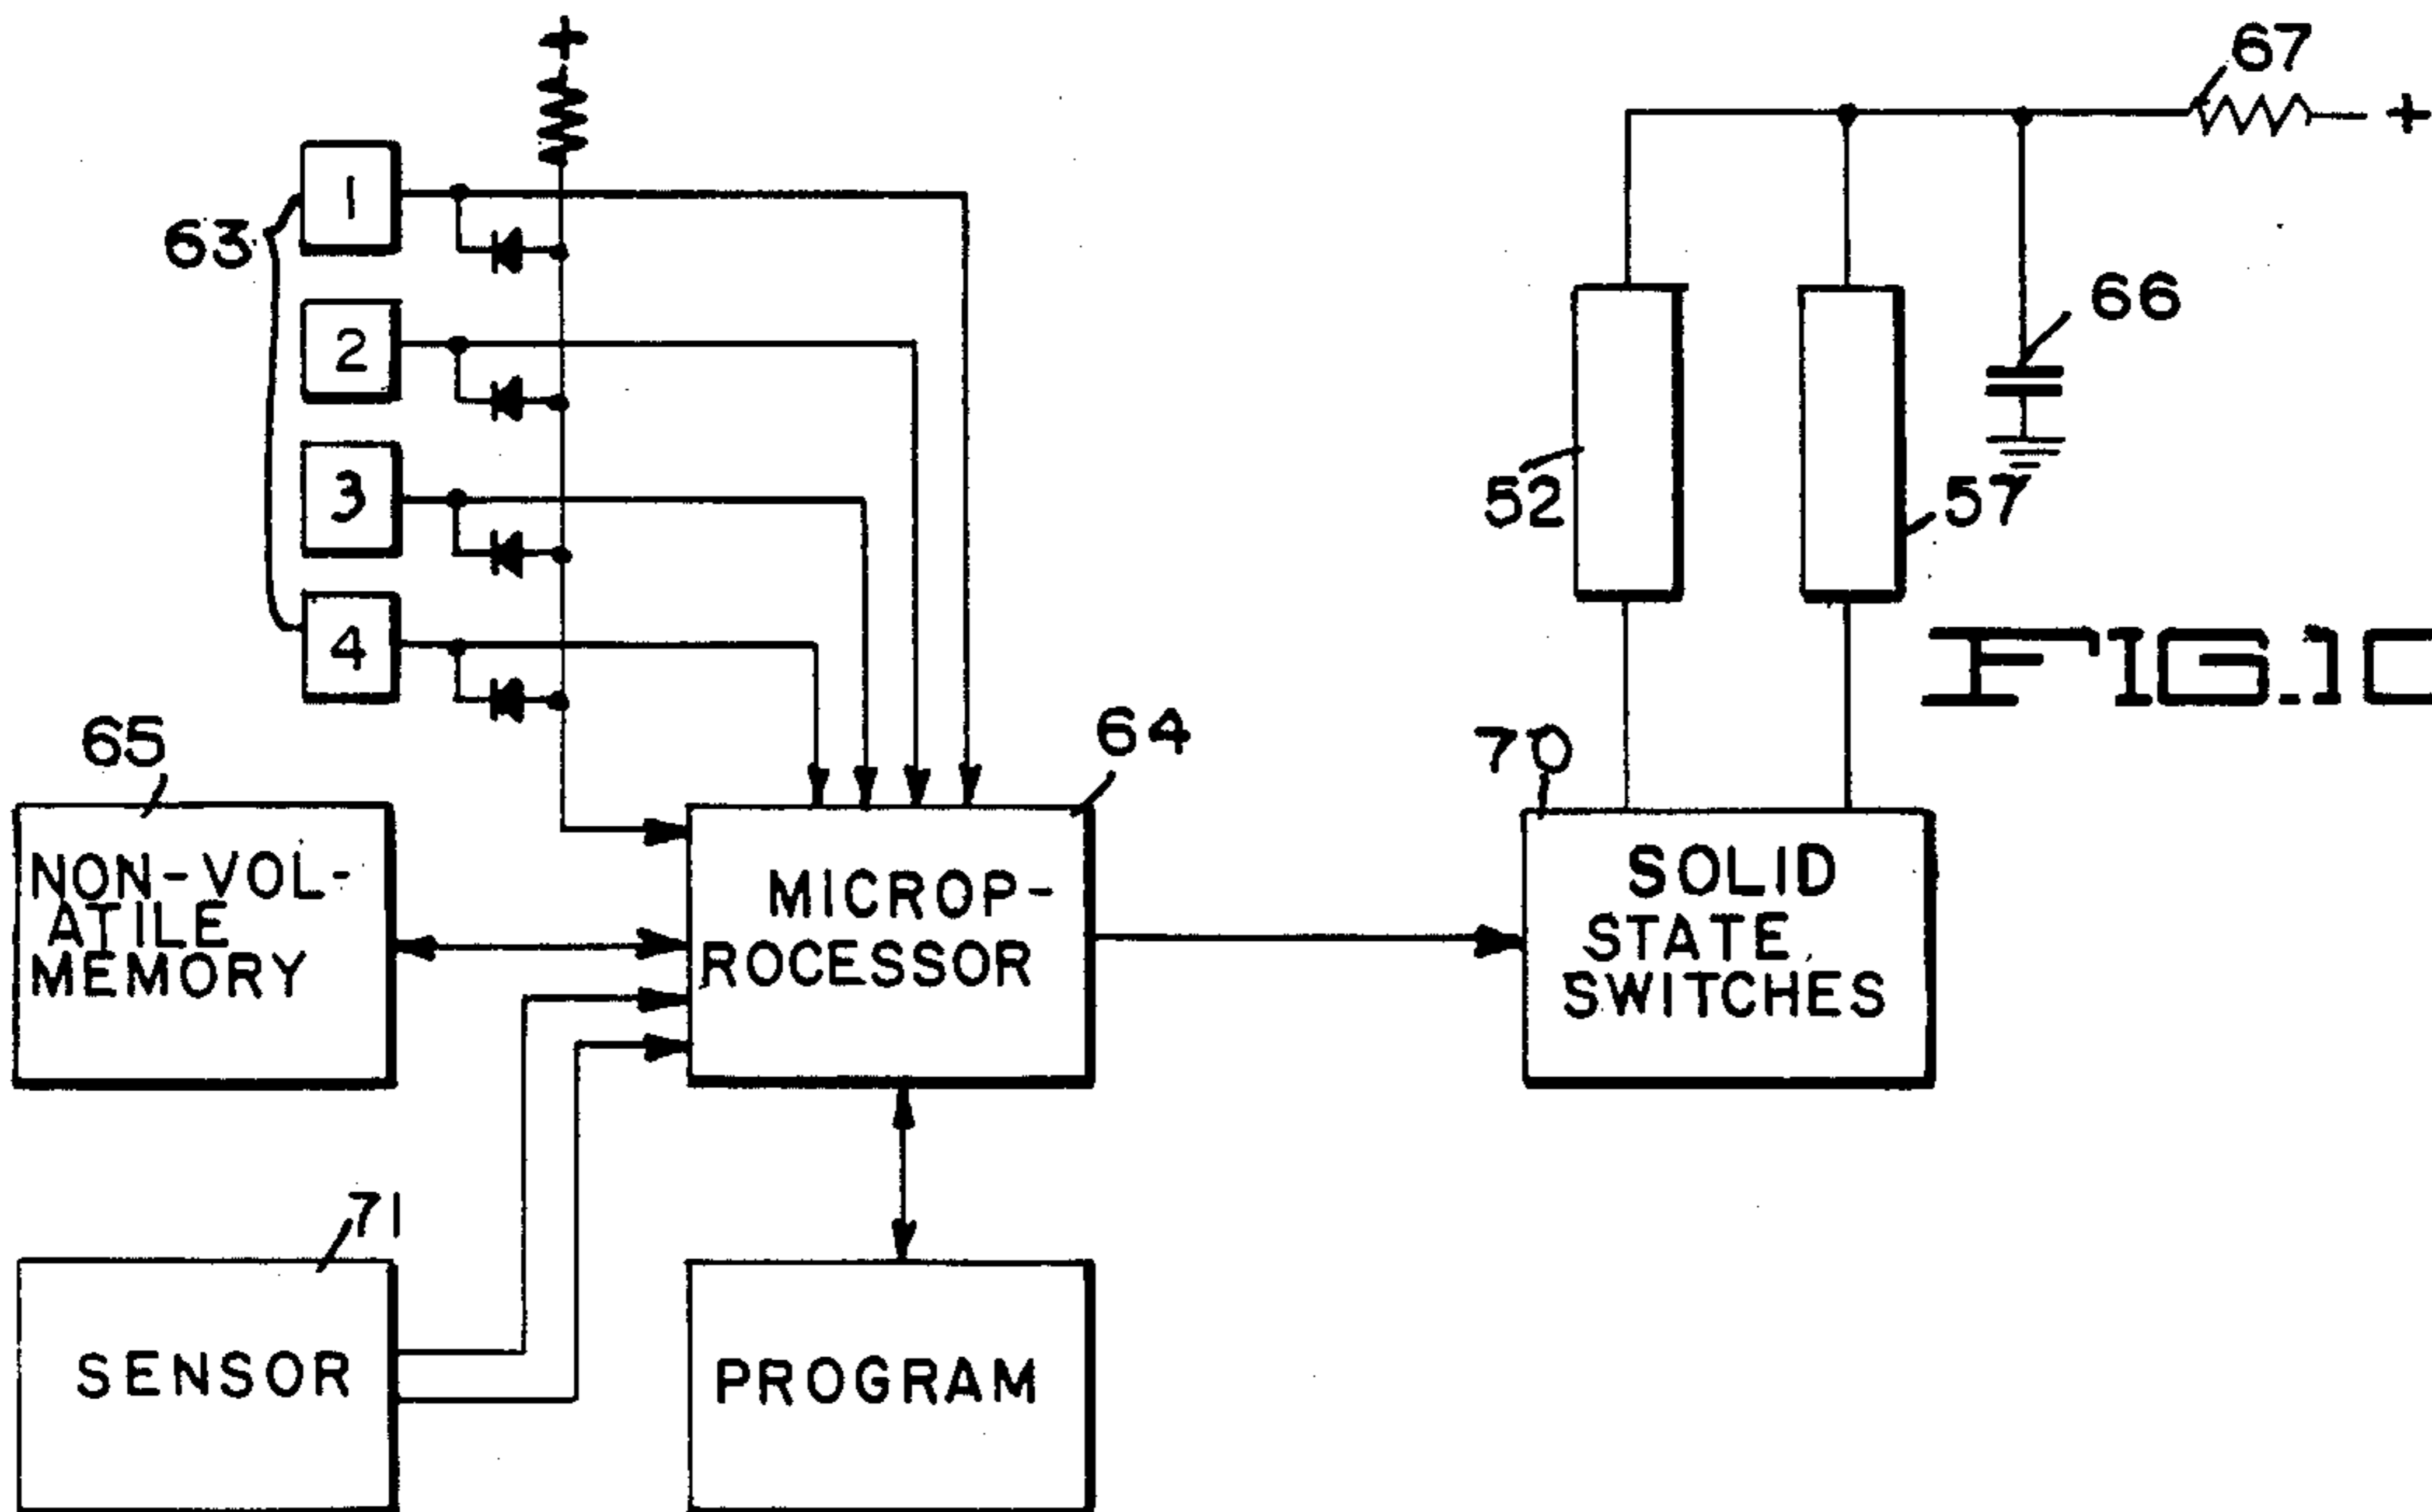 +
67
+
1
63
2
66
3
52
57
4
FIG.1
65
64
70
NON-VOL-
ATILE
MEMORY
MICROP-
ROCESSOR
SOLID
STATE
SWITCHES
71
SENSOR
PROGRAM